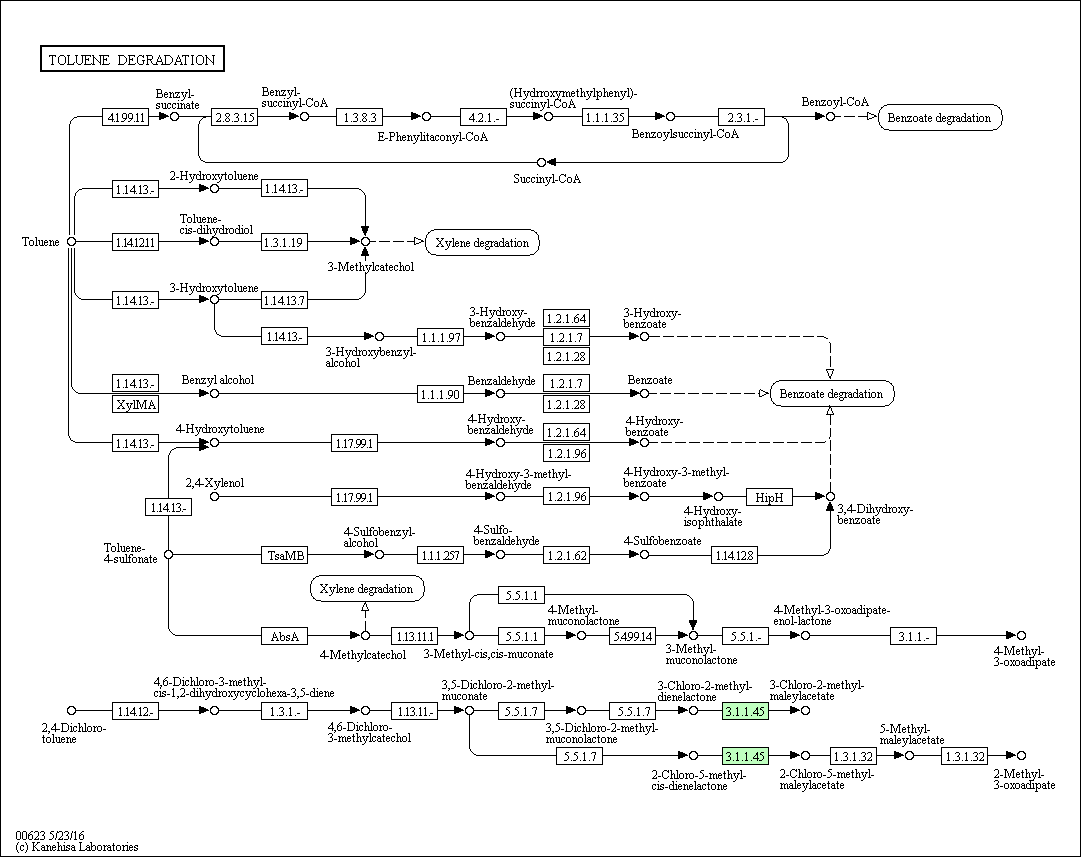 TOLUENE DEGRADATION
Benzyl-
succinate
Benzyl-
succinyl-CoA
(Hydrroxymethylphenyl)-
succinyl-CoA
Benzoyl-CoA
4.1.99.11
2.8.3.15
1.3.8.3
4.2.1.-
1.1.1.35
2.3.1.-
Benzoate degradation
E-Phenylitaconyl-CoA
Benzoylsuccinyl-CoA
Succinyl-CoA
2-Hydroxytoluene
1.14.13.-
1.14.13.-
Toluene-
cis-dihydrodiol
Toluene
1.14.12.11
1.3.1.19
Xylene degradation
3-Methylcatechol
3-Hydroxytoluene
1.14.13.-
1.14.13.7
3-Hydroxy-
benzaldehyde
1.2.1.64
3-Hydroxy-
benzoate
1.14.13.-
1.1.1.97
1.2.1.7
3-Hydroxybenzyl-
alcohol
1.2.1.28
1.14.13.-
Benzyl alcohol
Benzaldehyde
1.2.1.7
Benzoate
XylMA
1.1.1.90
1.2.1.28
Benzoate degradation
4-Hydroxytoluene
4-Hydroxy-
benzaldehyde
1.2.1.64
4-Hydroxy-
benzoate
1.14.13.-
1.17.99.1
1.2.1.96
2,4-Xylenol
4-Hydroxy-3-methyl-
benzaldehyde
4-Hydroxy-3-methyl-
benzoate
1.17.99.1
1.2.1.96
HipH
1.14.13.-
4-Hydroxy-
isophthalate
3,4-Dihydroxy-
benzoate
Toluene-
4-sulfonate
4-Sulfobenzyl-
alcohol
4-Sulfo-
benzaldehyde
4-Sulfobenzoate
TsaMB
1.1.1.257
1.2.1.62
1.14.12.8
Xylene degradation
5.5.1.1
4-Methyl-
muconolactone
4-Methyl-3-oxoadipate-
enol-lactone
AbsA
1.13.11.1
5.5.1.1
5.4.99.14
5.5.1.-
3.1.1.-
4-Methylcatechol
3-Methyl-cis,cis-muconate
3-Methyl-
muconolactone
4-Methyl-
3-oxoadipate
4,6-Dichloro-3-methyl-
cis-1,2-dihydroxycyclohexa-3,5-diene
3,5-Dichloro-2-methyl-
muconate
3-Chloro-2-methyl-
dienelactone
3-Chloro-2-methyl-
maleylacetate
1.14.12.-
1.3.1.-
1.13.11.-
5.5.1.7
5.5.1.7
3.1.1.45
2,4-Dichloro-
toluene
4,6-Dichloro-
3-methylcatechol
3,5-Dichloro-2-methyl-
muconolactone
5-Methyl-
maleylacetate
5.5.1.7
3.1.1.45
1.3.1.32
1.3.1.32
2-Chloro-5-methyl-
cis-dienelactone
2-Chloro-5-methyl-
maleylacetate
2-Methyl-
3-oxoadipate
00623 5/23/16
(c) Kanehisa Laboratories